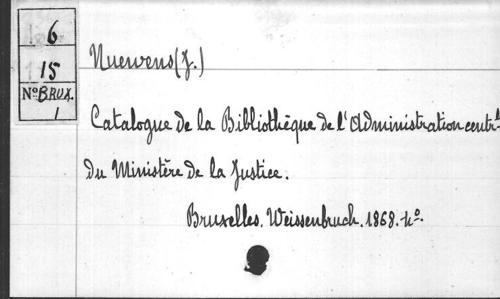 6
15
N° BRUX.
1
Nuewens (J.)
Catalogue de la Bibliothèque de l'Administration centrle
du Ministère de la Justice.
Bruxelles. Weissenbruch. 1868. 4°.